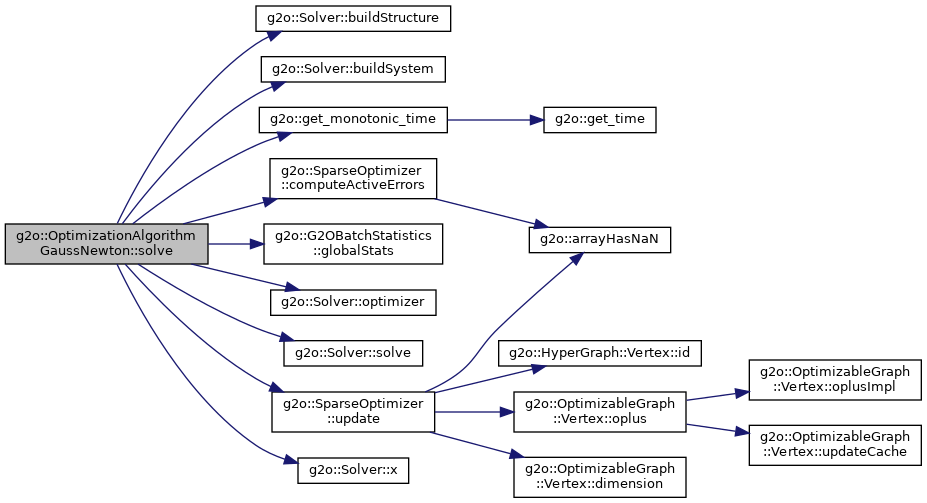 g2o::OptimizationAlgorithm
GaussNewton::solve
g2o::Solver::buildStructure
g2o::Solver::buildSystem
g2o::get_monotonic_time
g2o::get_time
g2o::SparseOptimizer
::computeActiveErrors
g2o::arrayHasNaN
g2o::G2OBatchStatistics
::globalStats
g2o::Solver::optimizer
g2o::Solver::solve
g2o::SparseOptimizer
::update
g2o::HyperGraph::Vertex::id
g2o::OptimizableGraph
::Vertex::oplus
g2o::OptimizableGraph
::Vertex::oplusImpl
g2o::OptimizableGraph
::Vertex::updateCache
g2o::OptimizableGraph
::Vertex::dimension
g2o::Solver::x